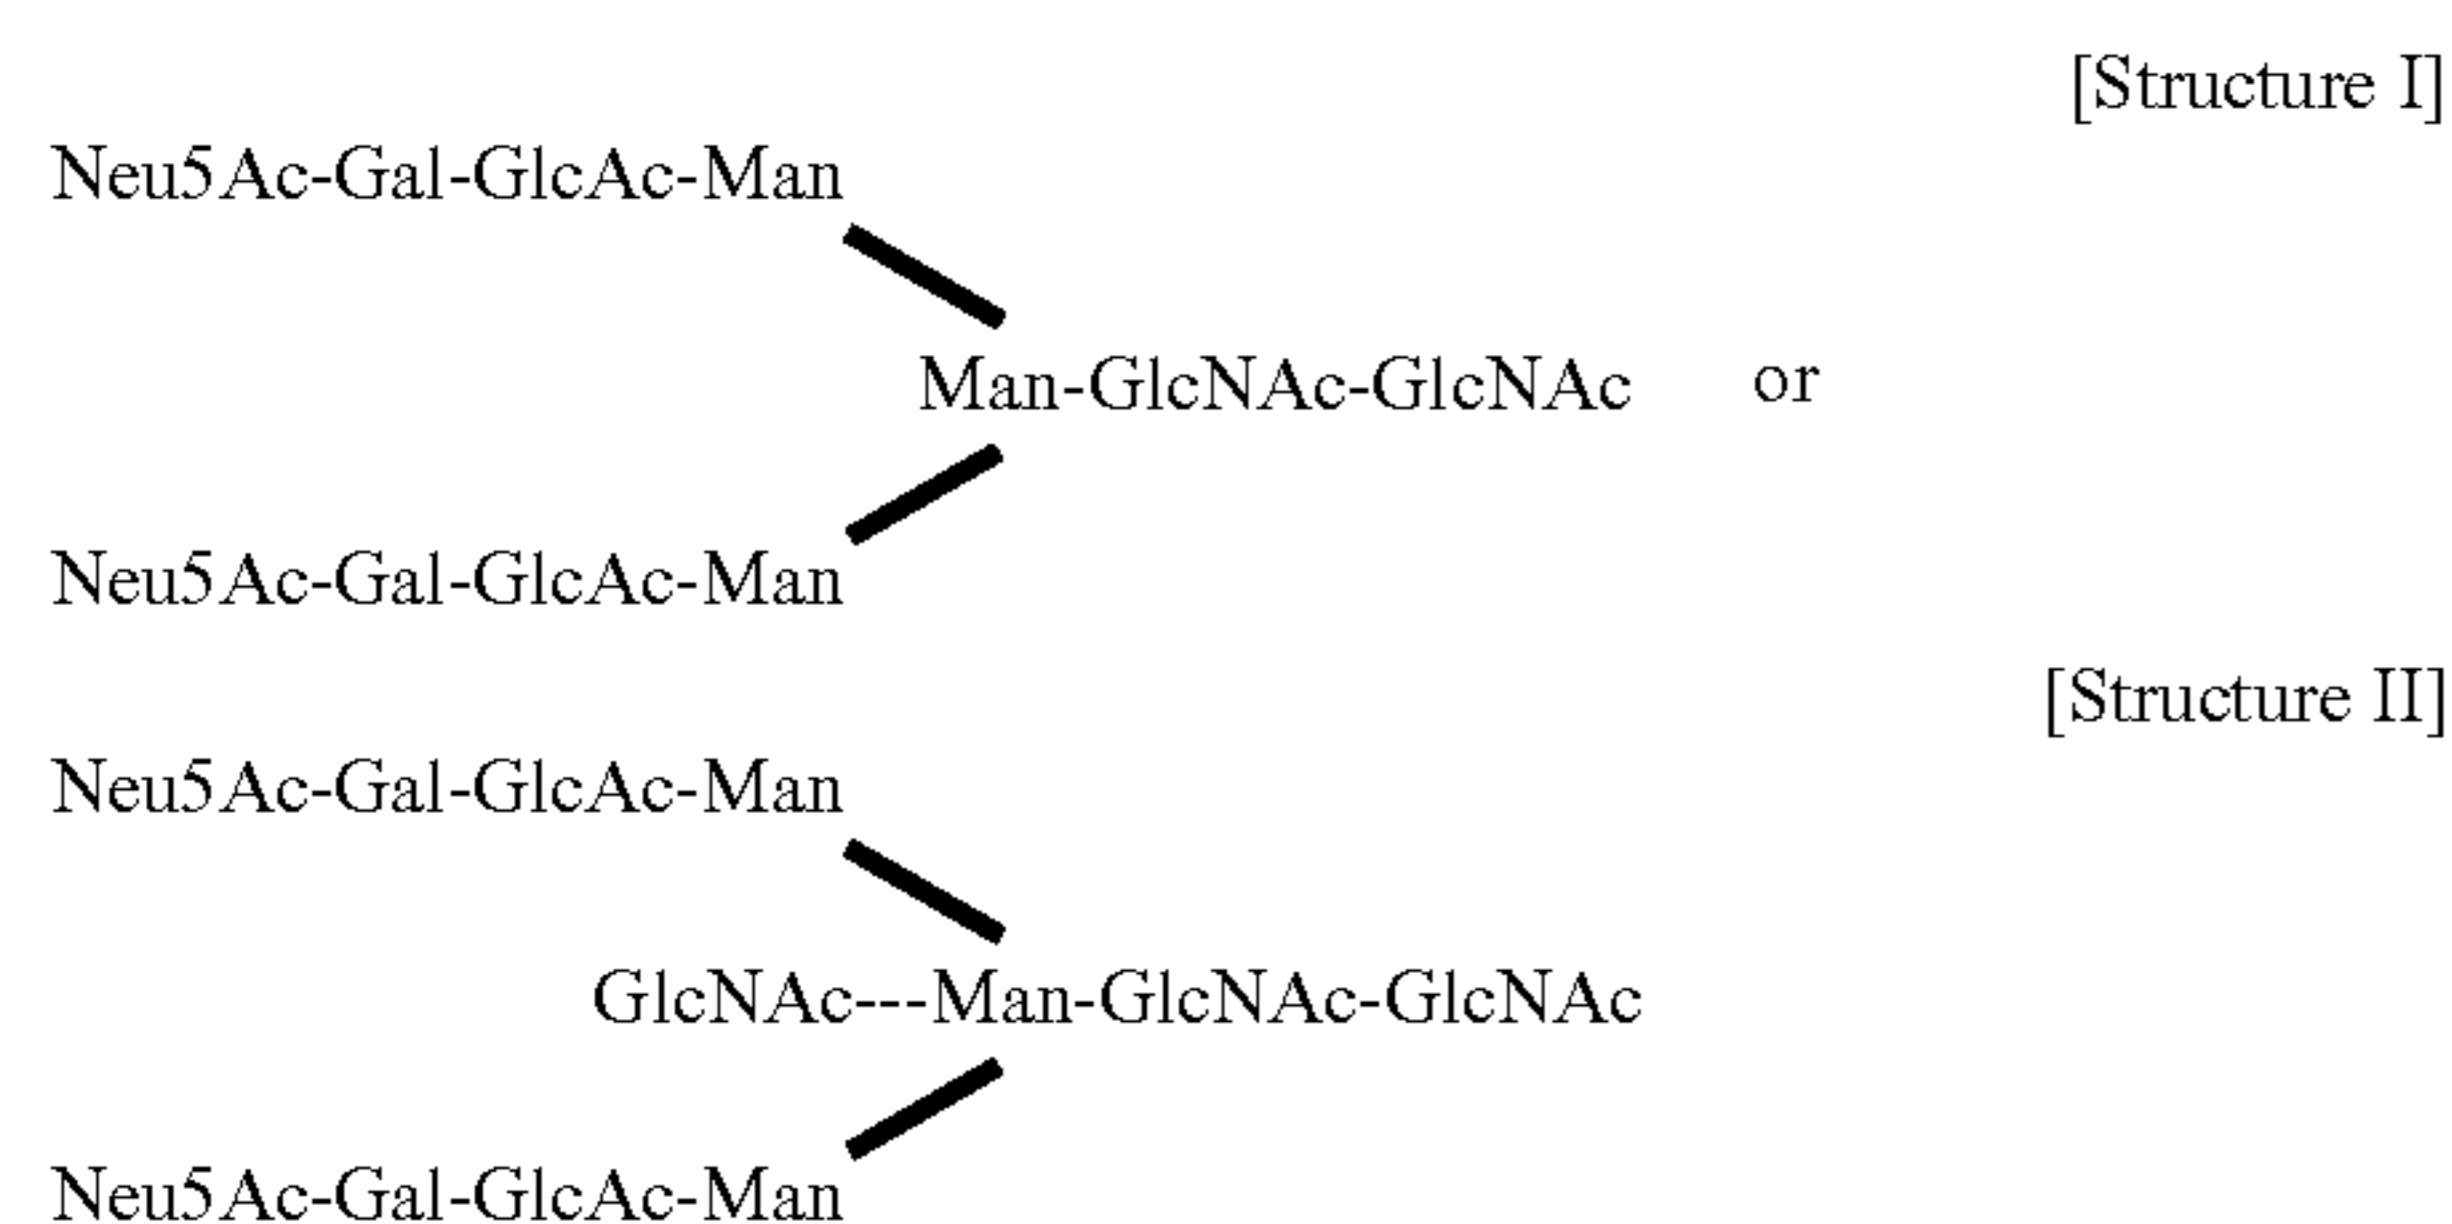 [Structure I]
Neu5Ac-Gal-GlcAc-Man
Man-GlcNAc-GlcNAc or
Neu5Ac-Gal-GlcAc-Man
[Structure II]
Neu5Ac-Gal-GlcAc-Man
GlcNAc---Man-GlcNAc-GlcNAc
Neu5Ac-Gal-GlcAc-Man